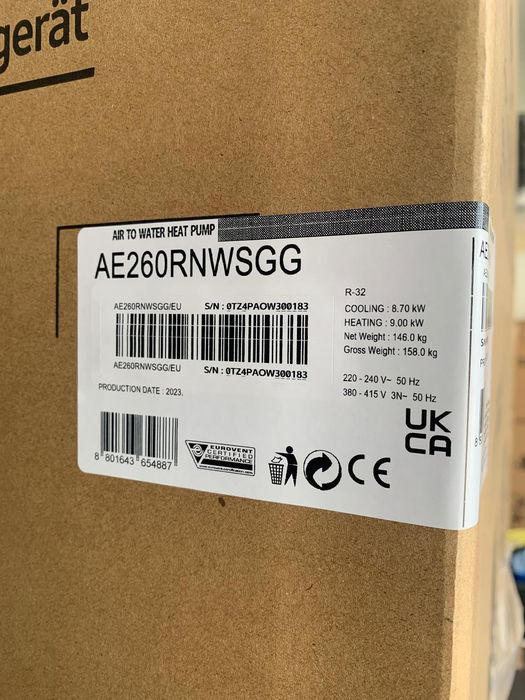 gerät
AIR TO WATER HEAT PUMP
AE260RNWSGG
AE260RNWSGG/EU S/N : 0TZ4PAOW300183
AE260RNWSGG/EU S/N : 0TZ4PAOW300183
PRODUCTION DATE : 2023.
8 801643 654887
R-32
COOLING : 8.70 kW
HEATING : 9.00 kW
Net Weight : 146.0 kg
Gross Weight : 158.0 kg
220 - 240 V~ 50 Hz
380 - 415 V 3N~ 50 Hz
EUROVENT
CERTIFIED
PERFORMANCE
UK
CA
CE